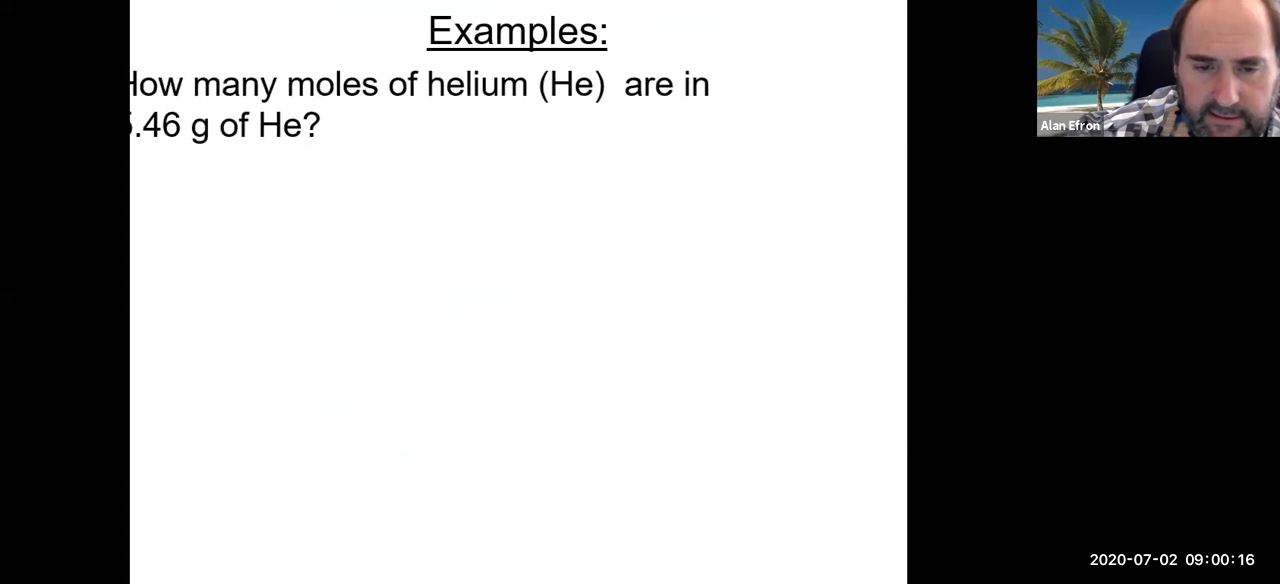 Examples:
How many moles of helium (He) are in
5.46 g of He?
Alan Efron
2020-07-02 09:00:16